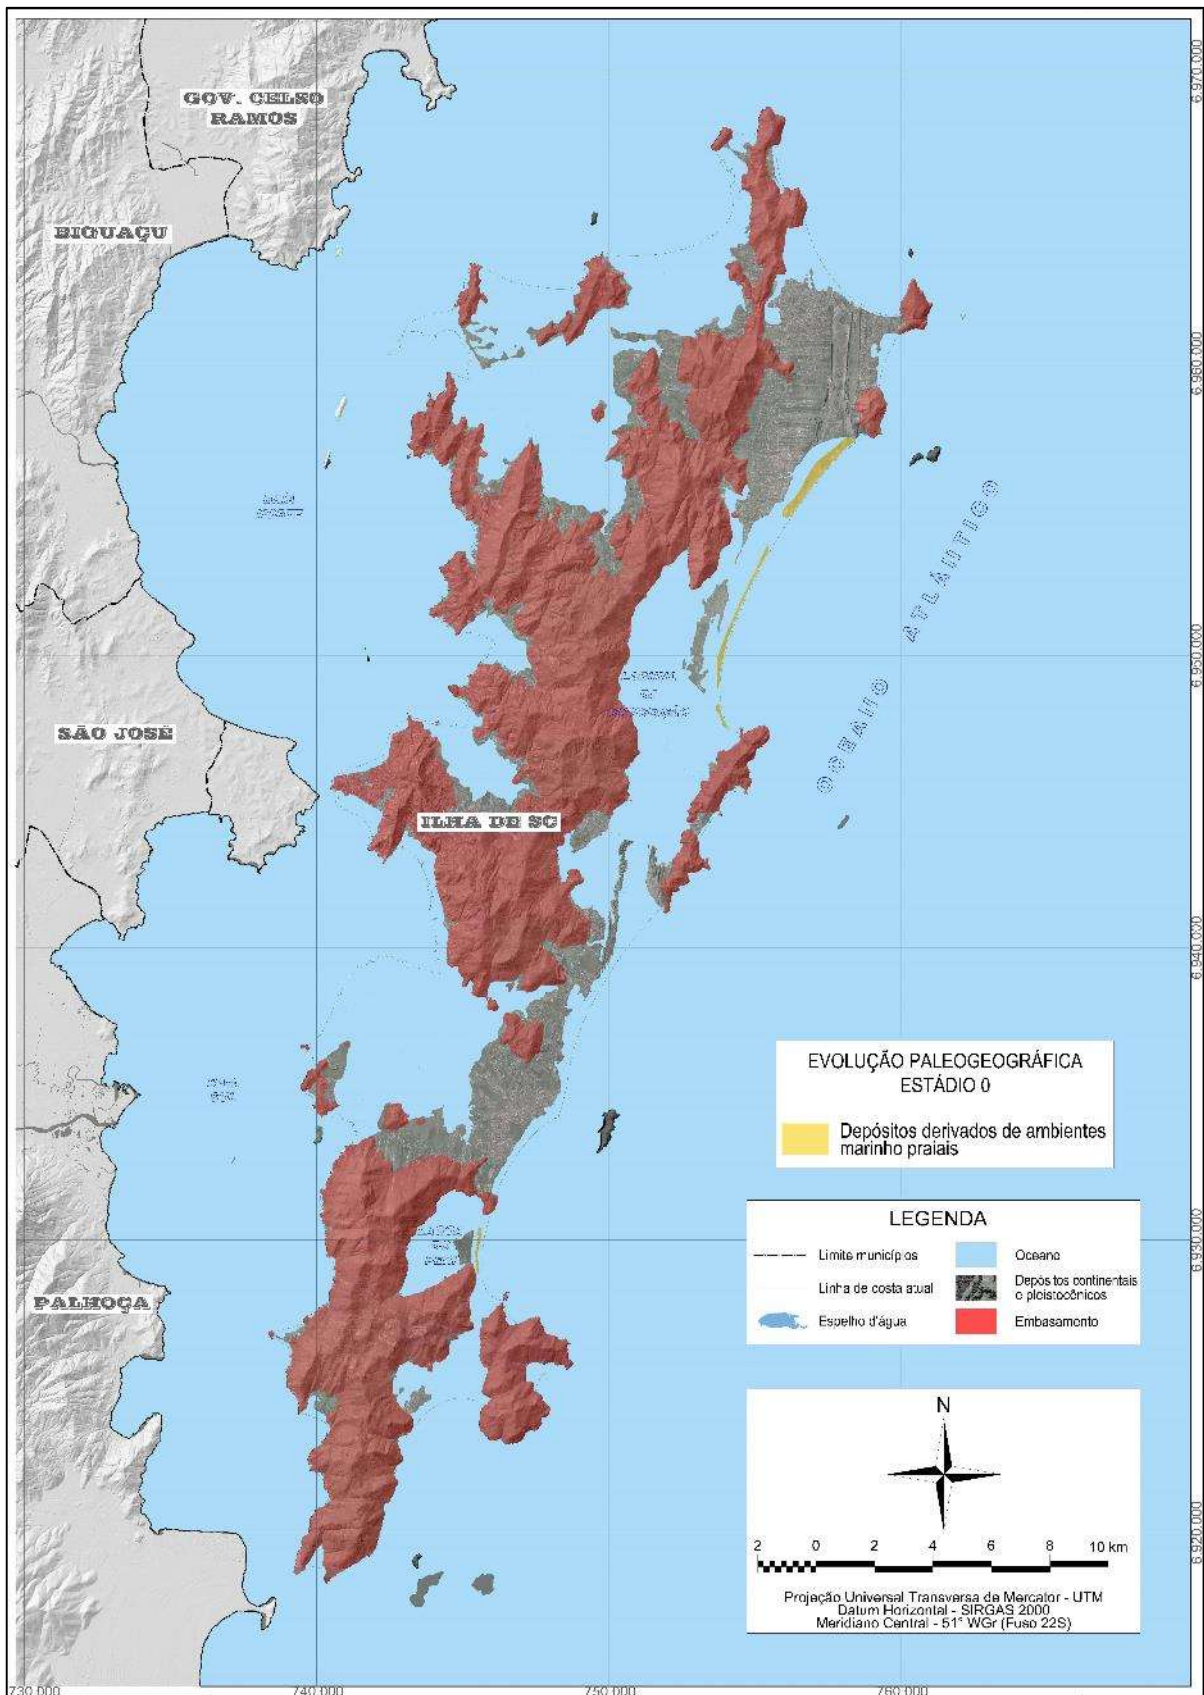 GOV. CELSO
RAMOS
BIGUAÇU
SÃO JOSÉ
ILHA DE SC
PALHOÇA
OCEANO ATLÂNTICO
6.970.000
6.960.000
6.950.000
6.940.000
6.930.000
6.920.000
EVOLUÇÃO PALEOGEOGRÁFICA
ESTÁDIO 0
Depósitos derivados de ambientes
marinho praiais
LEGENDA
Limite municípios
Oceano
Linha de costa atual
Depósitos continentais
e pleistocênicos
Espelho d'água
Embasamento
N
2 0 2 4 6 8 10 km
Projeção Universal Transversa de Mercator - UTM
Datum Horizontal - SIRGAS 2000
Meridiano Central - 51° WGr (Fuso 22S)
730.000 740.000 750.000 760.000